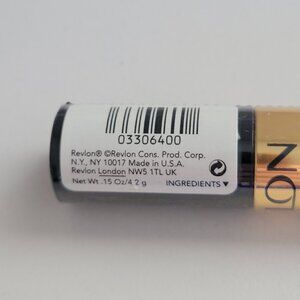 03306400
Revlon® ©Revlon Cons. Prod. Corp.
N.Y., N.Y. 10017 Made in U.S.A.
Revlon London NW5 1TL UK
Net Wt. .15 Oz/4.2 g INGREDIENTS ▼
LON